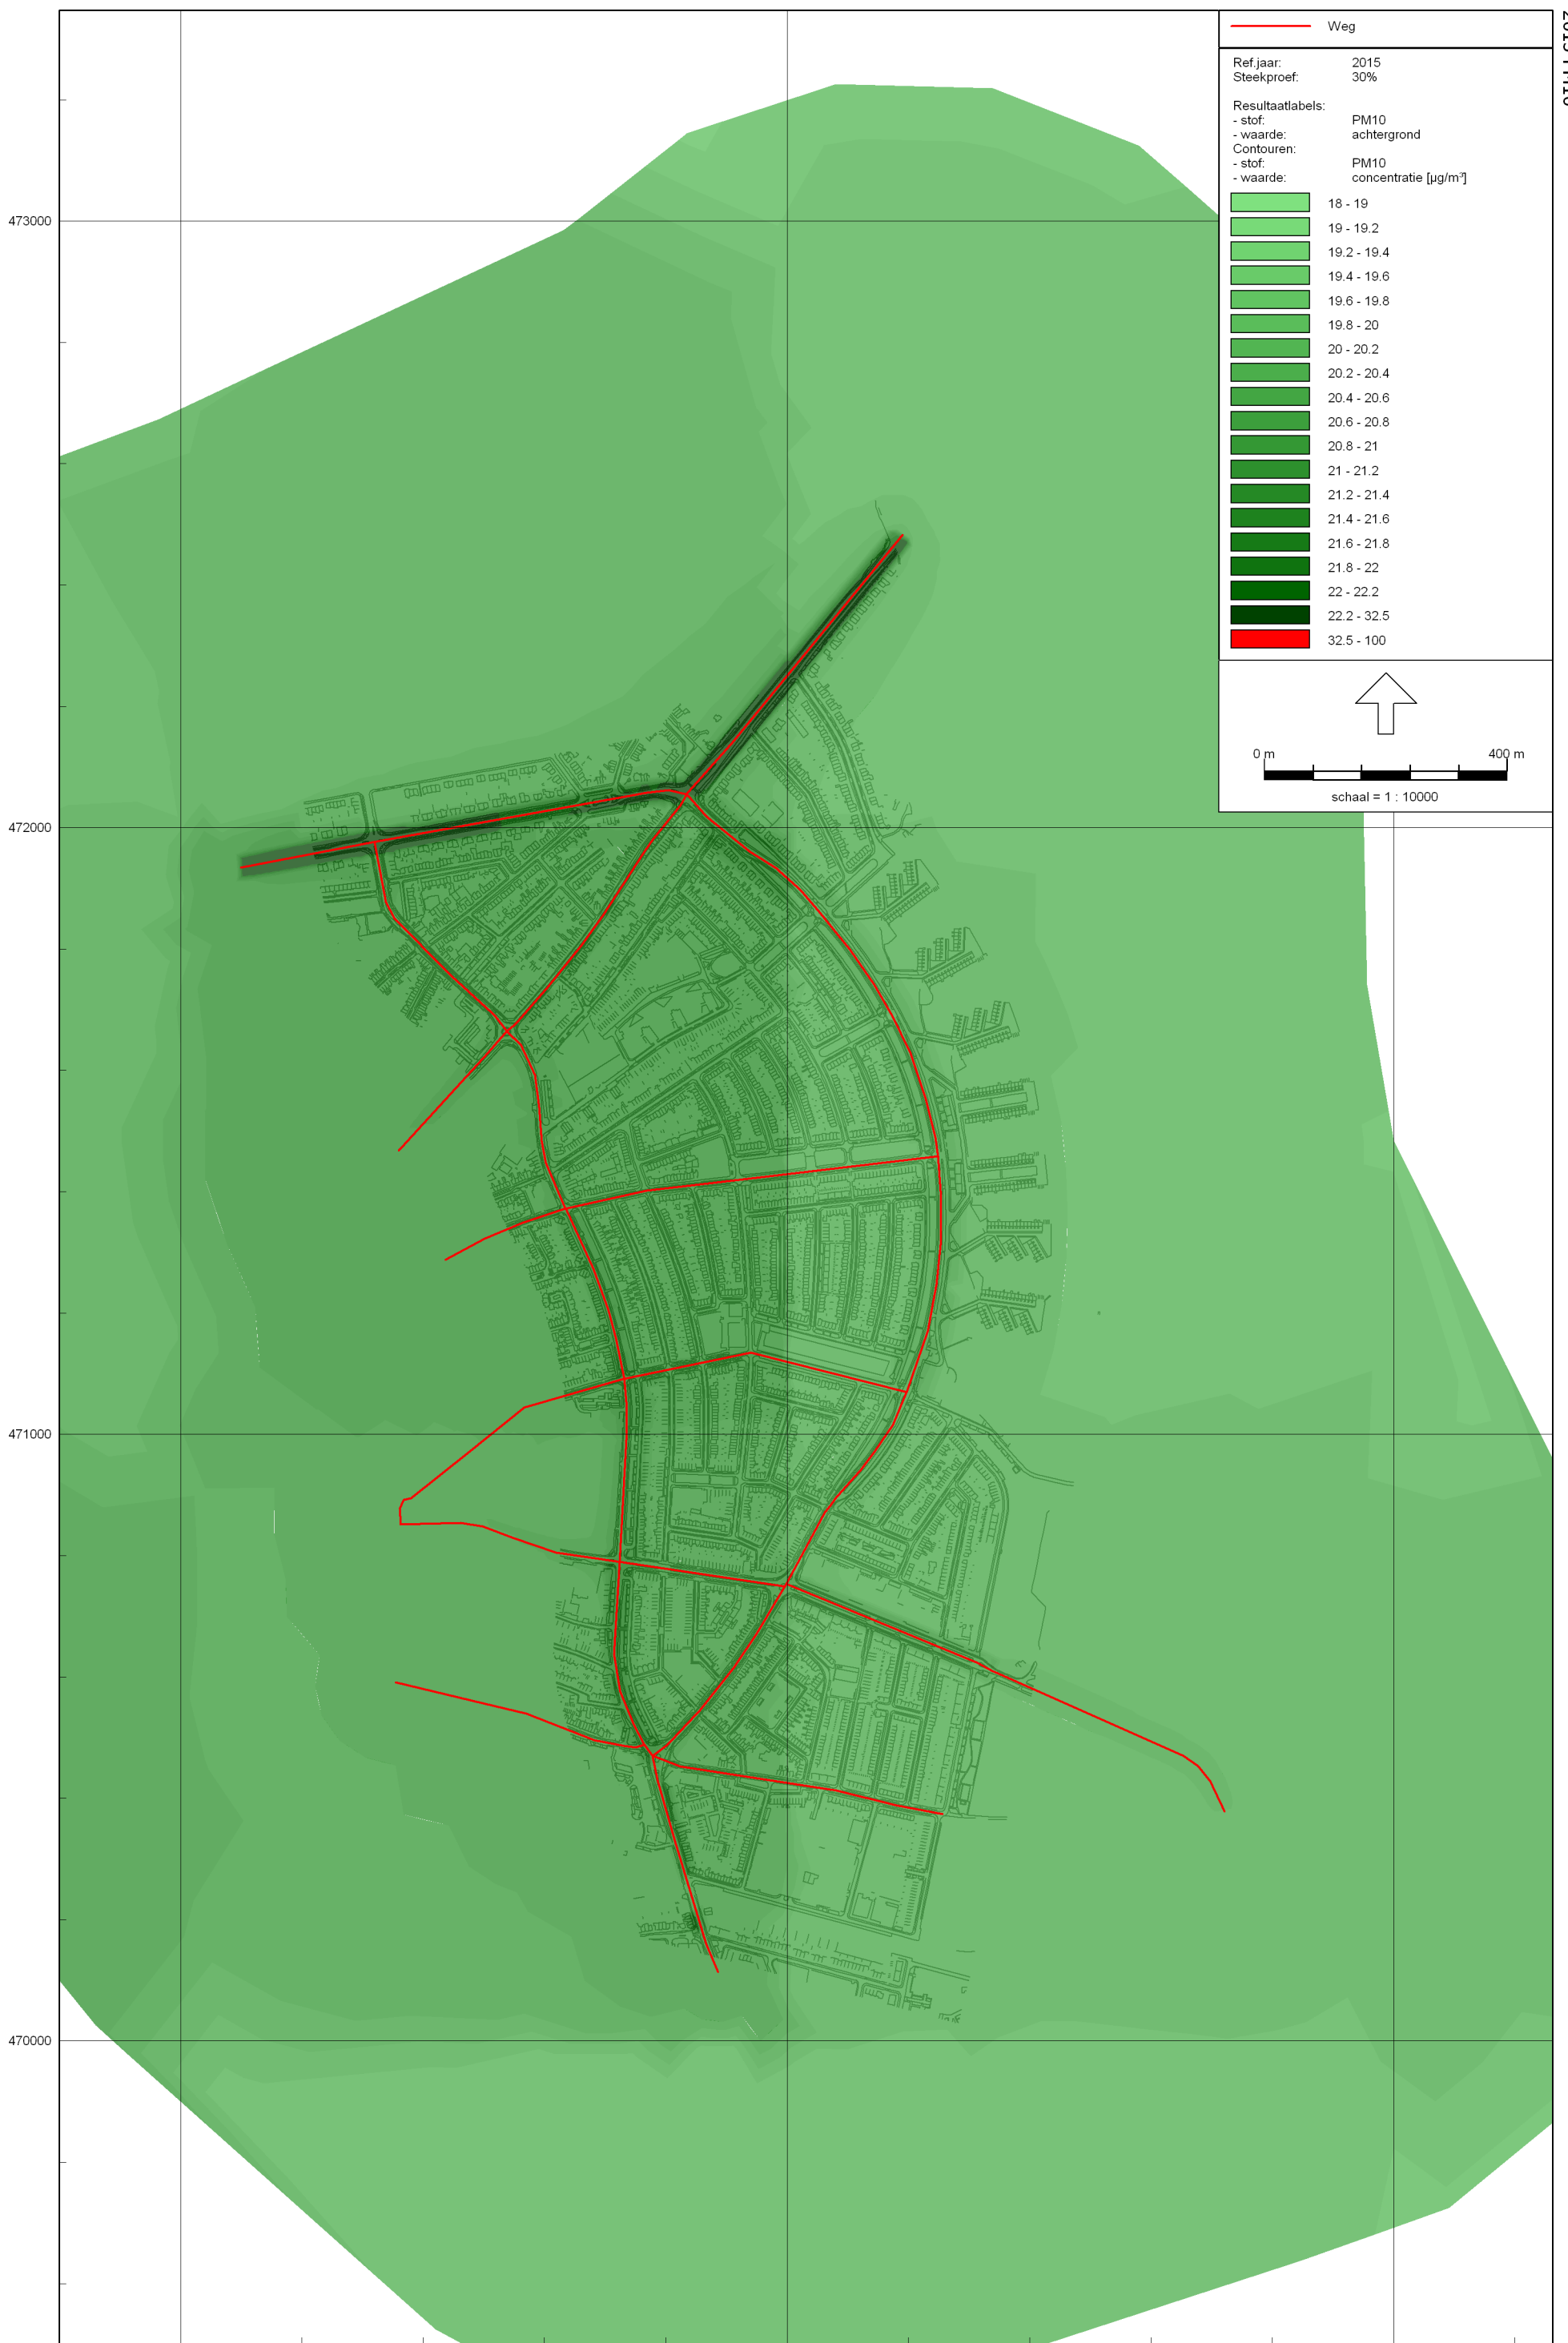 Weg
Ref.jaar: 2015
Steekproef: 30%
Resultaatlabels:
- stof: PM10
- waarde: achtergrond
Contouren:
- stof: PM10
- waarde: concentratie [µg/m³]
18 - 19
19 - 19.2
19.2 - 19.4
19.4 - 19.6
19.6 - 19.8
19.8 - 20
20 - 20.2
20.2 - 20.4
20.4 - 20.6
20.6 - 20.8
20.8 - 21
21 - 21.2
21.2 - 21.4
21.4 - 21.6
21.6 - 21.8
21.8 - 22
22 - 22.2
22.2 - 32.5
32.5 - 100
0 m 400 m
schaal = 1 : 10000
473000
472000
471000
470000